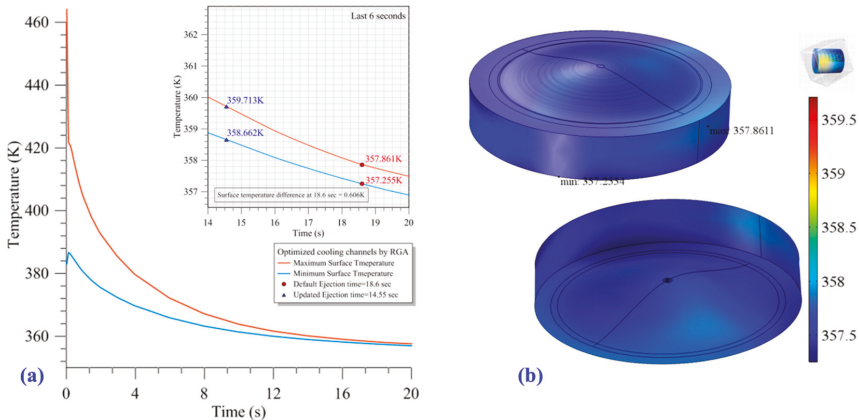 460
440
420
400
380
360
Temperature (K)
0
4
8
12
16
20
Time (s)
(a)
Last 6 seconds
362
361
360
359
358
357
Temperature (K)
359.713K
358.662K
357.861K
357.255K
Surface temperature difference at 18.6 sec = 0.606K
14
15
16
17
18
19
20
Time (s)
Optimized cooling channels by RGA
Maximum Surface Tmeperature
Minimum Surface Tmeperature
Default Ejection time=18.6 sec
Updated Ejection time=14.55 sec
max: 357.8611
min: 357.2554
359.5
359
358.5
358
357.5
(b)